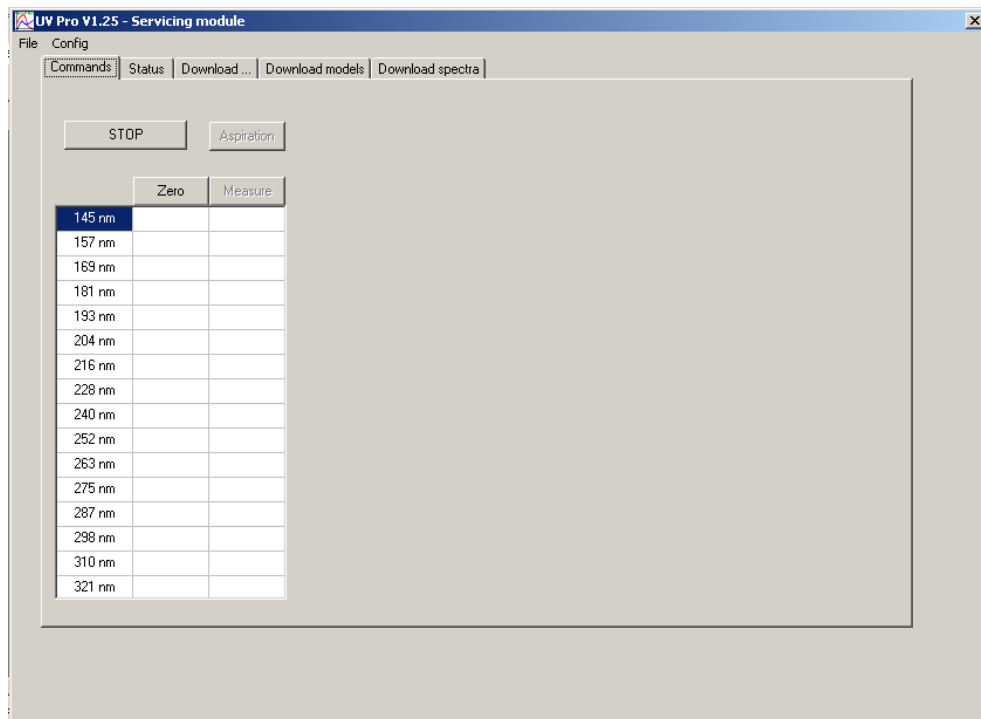 UV Pro V1.25 - Servicing module
File Config
Commands Status Download ... Download models Download spectra
STOP Aspiration
Zero Measure
145 nm
157 nm
169 nm
181 nm
193 nm
204 nm
216 nm
228 nm
240 nm
252 nm
263 nm
275 nm
287 nm
298 nm
310 nm
321 nm